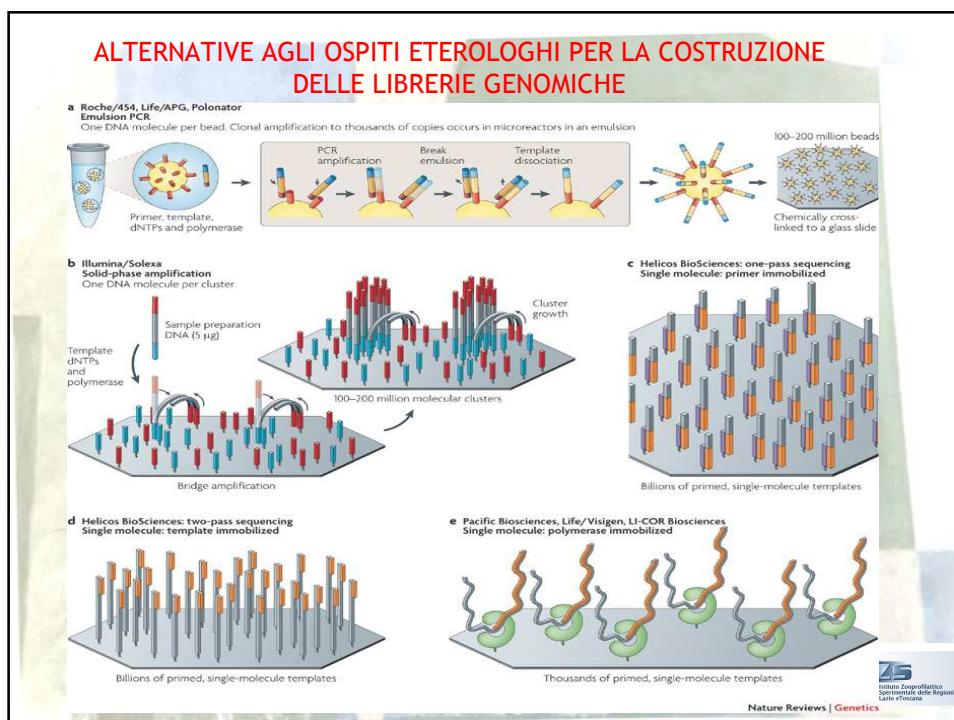 ALTERNATIVE AGLI OSPITI ETEROLOGHI PER LA COSTRUZIONE
DELLE LIBRERIE GENOMICHE
a Roche/454, Life/APG, Polonator
Emulsion PCR
One DNA molecule per bead. Clonal amplification to thousands of copies occurs in microreactors in an emulsion
PCR
amplification
Break
emulsion
Template
dissociation
100–200 million beads
Primer, template,
dNTPs and polymerase
Chemically cross-
linked to a glass slide
b Illumina/Solexa
Solid-phase amplification
One DNA molecule per cluster
Sample preparation
DNA (5 μg)
Template
dNTPs
and
polymerase
Cluster
growth
100–200 million molecular clusters
Bridge amplification
c Helicos BioSciences: one-pass sequencing
Single molecule: primer immobilized
Billions of primed, single-molecule templates
d Helicos BioSciences: two-pass sequencing
Single molecule: template immobilized
Billions of primed, single-molecule templates
e Pacific Biosciences, Life/Visigen, LI-COR Biosciences
Single molecule: polymerase immobilized
Thousands of primed, single-molecule templates
Istituto Zooprofilattico
Sperimentale delle Regioni
Lazio eToscana
Nature Reviews | Genetics